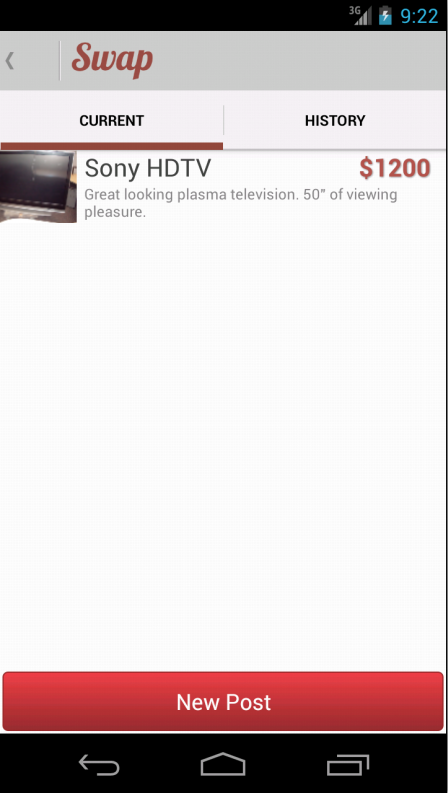 3G 9:22
Swap
CURRENT HISTORY
Sony HDTV $1200
Great looking plasma television. 50" of viewing
pleasure.
New Post